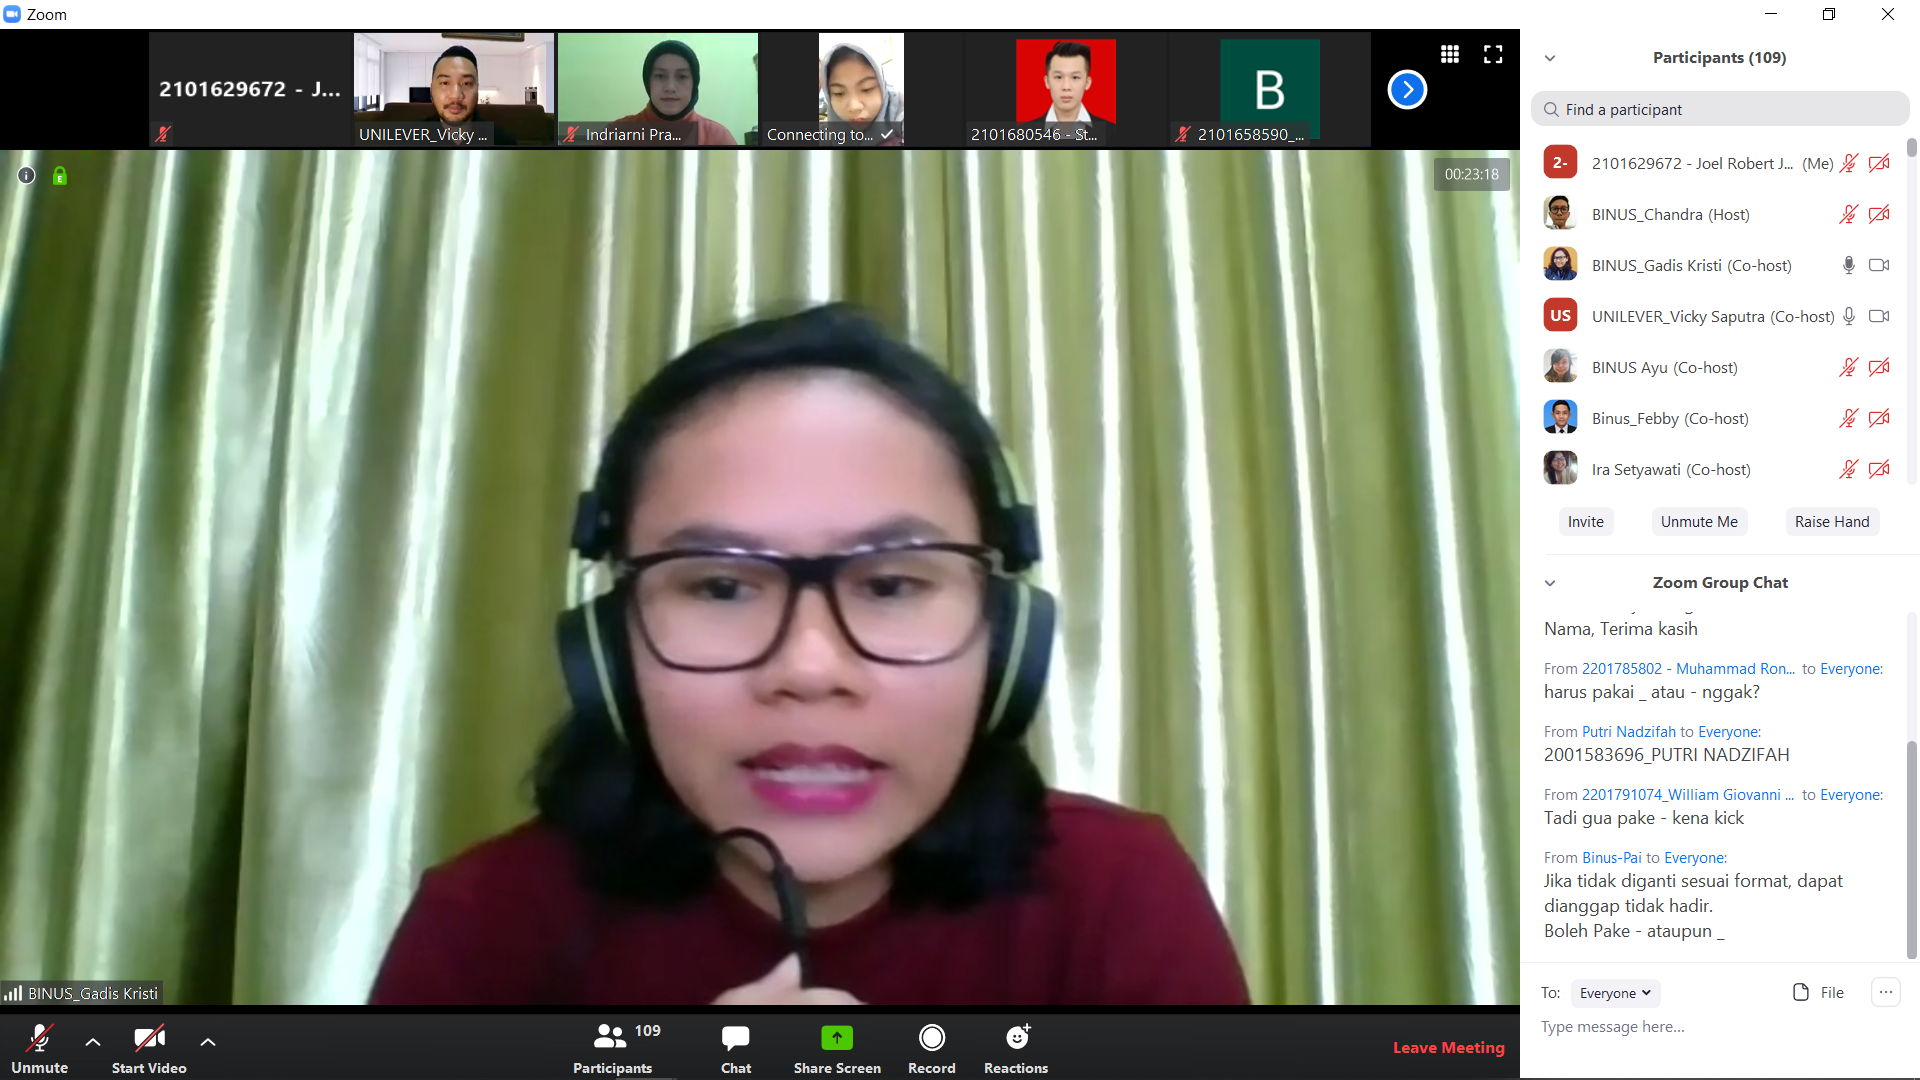 Zoom
2101629672 - J...
UNILEVER_Vicky ...
Indriarni Pra...
Connecting to...
2101680546 - St...
B
2101658590_...
00:23:18
BINUS_Gadis Kristi
Unmute
Start Video
109
Participants
Chat
Share Screen
Record
Reactions
Leave Meeting
Participants (109)
Find a participant
2- 2101629672 - Joel Robert J... (Me)
BINUS_Chandra (Host)
BINUS_Gadis Kristi (Co-host)
US UNILEVER_Vicky Saputra (Co-host)
BINUS Ayu (Co-host)
Binus_Febby (Co-host)
Ira Setyawati (Co-host)
Invite
Unmute Me
Raise Hand
Zoom Group Chat
Nama, Terima kasih
From 2201785802 - Muhammad Ron... to Everyone:
harus pakai _ atau - nggak?
From Putri Nadzifah to Everyone:
2001583696_PUTRI NADZIFAH
From 2201791074_William Giovanni ... to Everyone:
Tadi gua pake - kena kick
From Binus-Pai to Everyone:
Jika tidak diganti sesuai format, dapat
dianggap tidak hadir.
Boleh Pake - ataupun _
To: Everyone
File
Type message here...